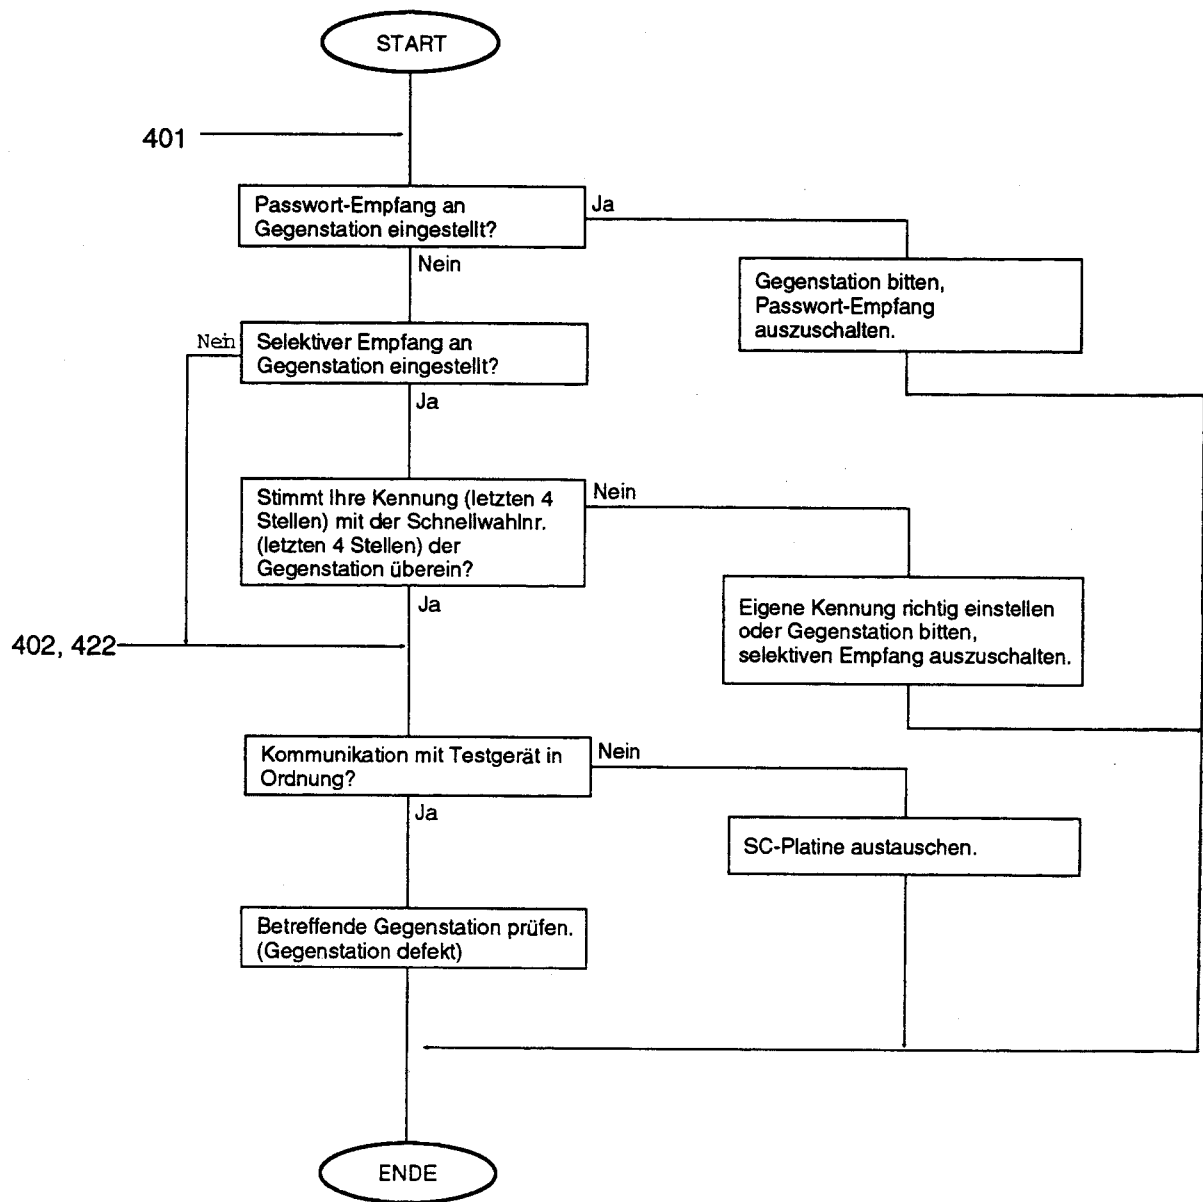 START
401
Passwort-Empfang an
Gegenstation eingestellt?
Ja
Nein
Gegenstation bitten,
Passwort-Empfang
auszuschalten.
Nein
Selektiver Empfang an
Gegenstation eingestellt?
Ja
Stimmt Ihre Kennung (letzten 4
Stellen) mit der Schnellwahlnr.
(letzten 4 Stellen) der
Gegenstation überein?
Nein
Ja
Eigene Kennung richtig einstellen
oder Gegenstation bitten,
selektiven Empfang auszuschalten.
402, 422
Kommunikation mit Testgerät in
Ordnung?
Nein
Ja
SC-Platine austauschen.
Betreffende Gegenstation prüfen.
(Gegenstation defekt)
ENDE